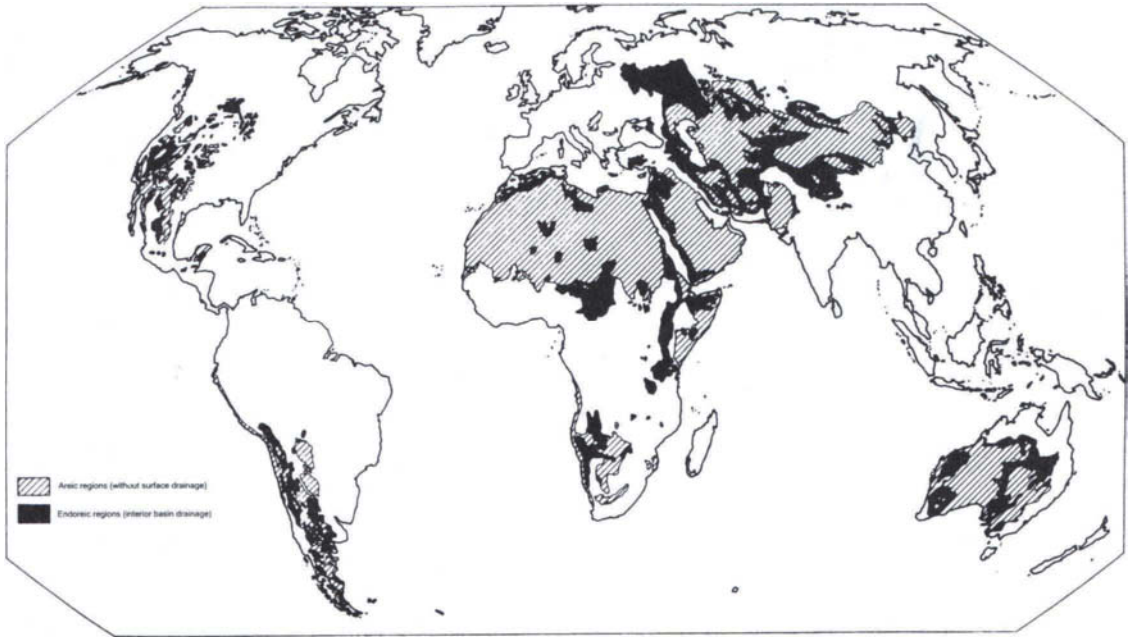 Areic regions (without surface drainage)
Endoreic regions (interior basin drainage)